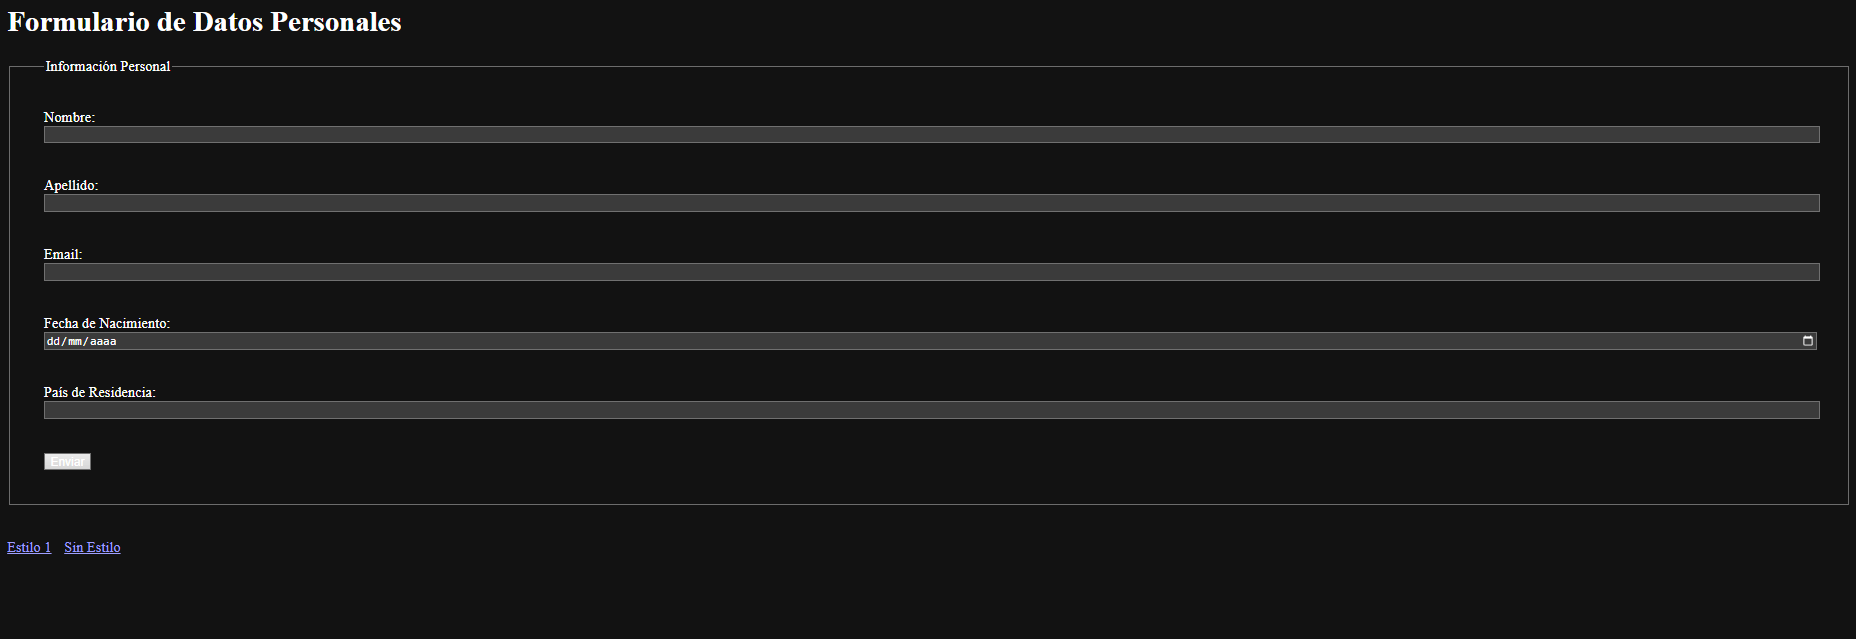 Formulario de Datos Personales
Información Personal
Nombre:
Apellido:
Email:
Fecha de Nacimiento:
dd/mm/aaaa
País de Residencia:
Enviar
Estilo 1 Sin Estilo